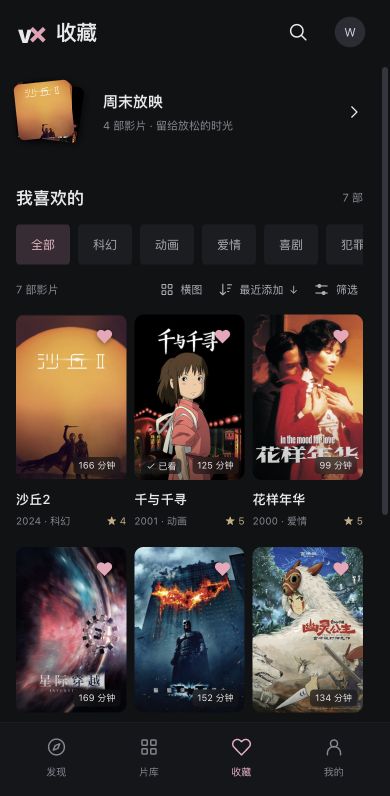 vx 收藏
W
沙丘 II
周末放映
4 部影片 · 留给放松的时光
我喜欢的
7 部
全部
科幻
动画
爱情
喜剧
犯罪
7 部影片
横图
最近添加
筛选
沙丘 II
166 分钟
千与千寻
已看
125 分钟
in the mood for love
花样年华
99 分钟
沙丘2
2024 · 科幻
4
千与千寻
2001 · 动画
5
花样年华
2000 · 爱情
5
星际穿越
169 分钟
152 分钟
幽灵公主
134 分钟
发现
片库
收藏
我的